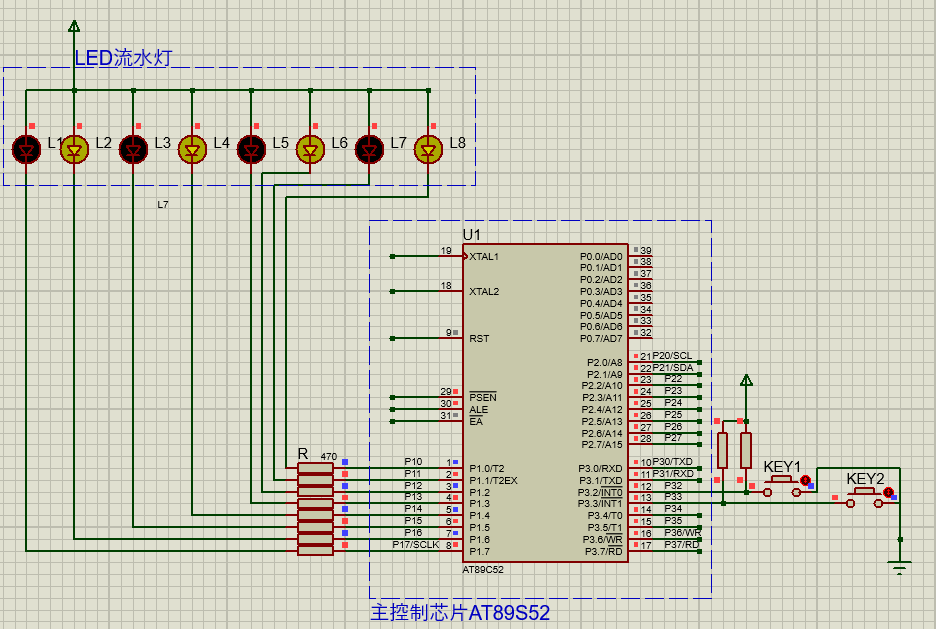 LED流水灯
L1 L2 L3 L4 L5 L6 L7 L8
L7
U1
19 XTAL1
18 XTAL2
9 RST
29 PSEN
30 ALE
31 EA
P0.0/AD0 39
P0.1/AD1 38
P0.2/AD2 37
P0.3/AD3 36
P0.4/AD4 35
P0.5/AD5 34
P0.6/AD6 33
P0.7/AD7 32
P2.0/A8 21 P20/SCL
P2.1/A9 22 P21/SDA
P2.2/A10 23 P22
P2.3/A11 24 P23
P2.4/A12 25 P24
P2.5/A13 26 P25
P2.6/A14 27 P26
P2.7/A15 28 P27
R 470
P10 1 P1.0/T2
P11 2 P1.1/T2EX
P12 3 P1.2
P13 4 P1.3
P14 5 P1.4
P15 6 P1.5
P16 7 P1.6
P17/SCLK 8 P1.7
P3.0/RXD 10 P30/TXD
P3.1/TXD 11 P31/RXD
P3.2/INT0 12 P32
P3.3/INT1 13 P33
P3.4/T0 14 P34
P3.5/T1 15 P35
P3.6/WR 16 P36/WR
P3.7/RD 17 P37/RD
KEY1
KEY2
AT89C52
主控制芯片AT89S52